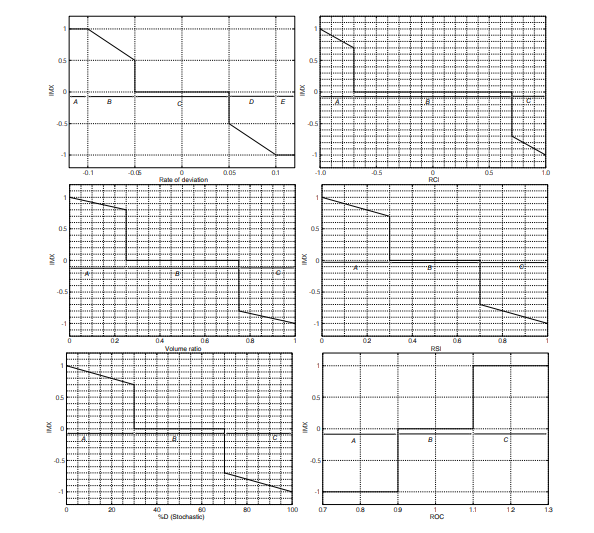 1
0.5
0
-0.5
-1
IMX
A B C D E
-0.1 -0.05 0 0.05 0.1
Rate of deviation
1
0.5
0
-0.5
-1
IMX
A B C
-1.0 -0.5 0 0.5 1.0
RCI
1
0.5
0
-0.5
-1
IMX
A B C
0 0.2 0.4 0.6 0.8 1
Volume ratio
1
0.5
0
-0.5
-1
IMX
A B C
0 0.2 0.4 0.6 0.8 1
RSI
1
0.5
0
-0.5
-1
IMX
A B C
0 20 40 60 80 100
%D (Stochastic)
1
0.5
0
-0.5
-1
IMX
A B C
0.7 0.8 0.9 1 1.1 1.2 1.3
ROC